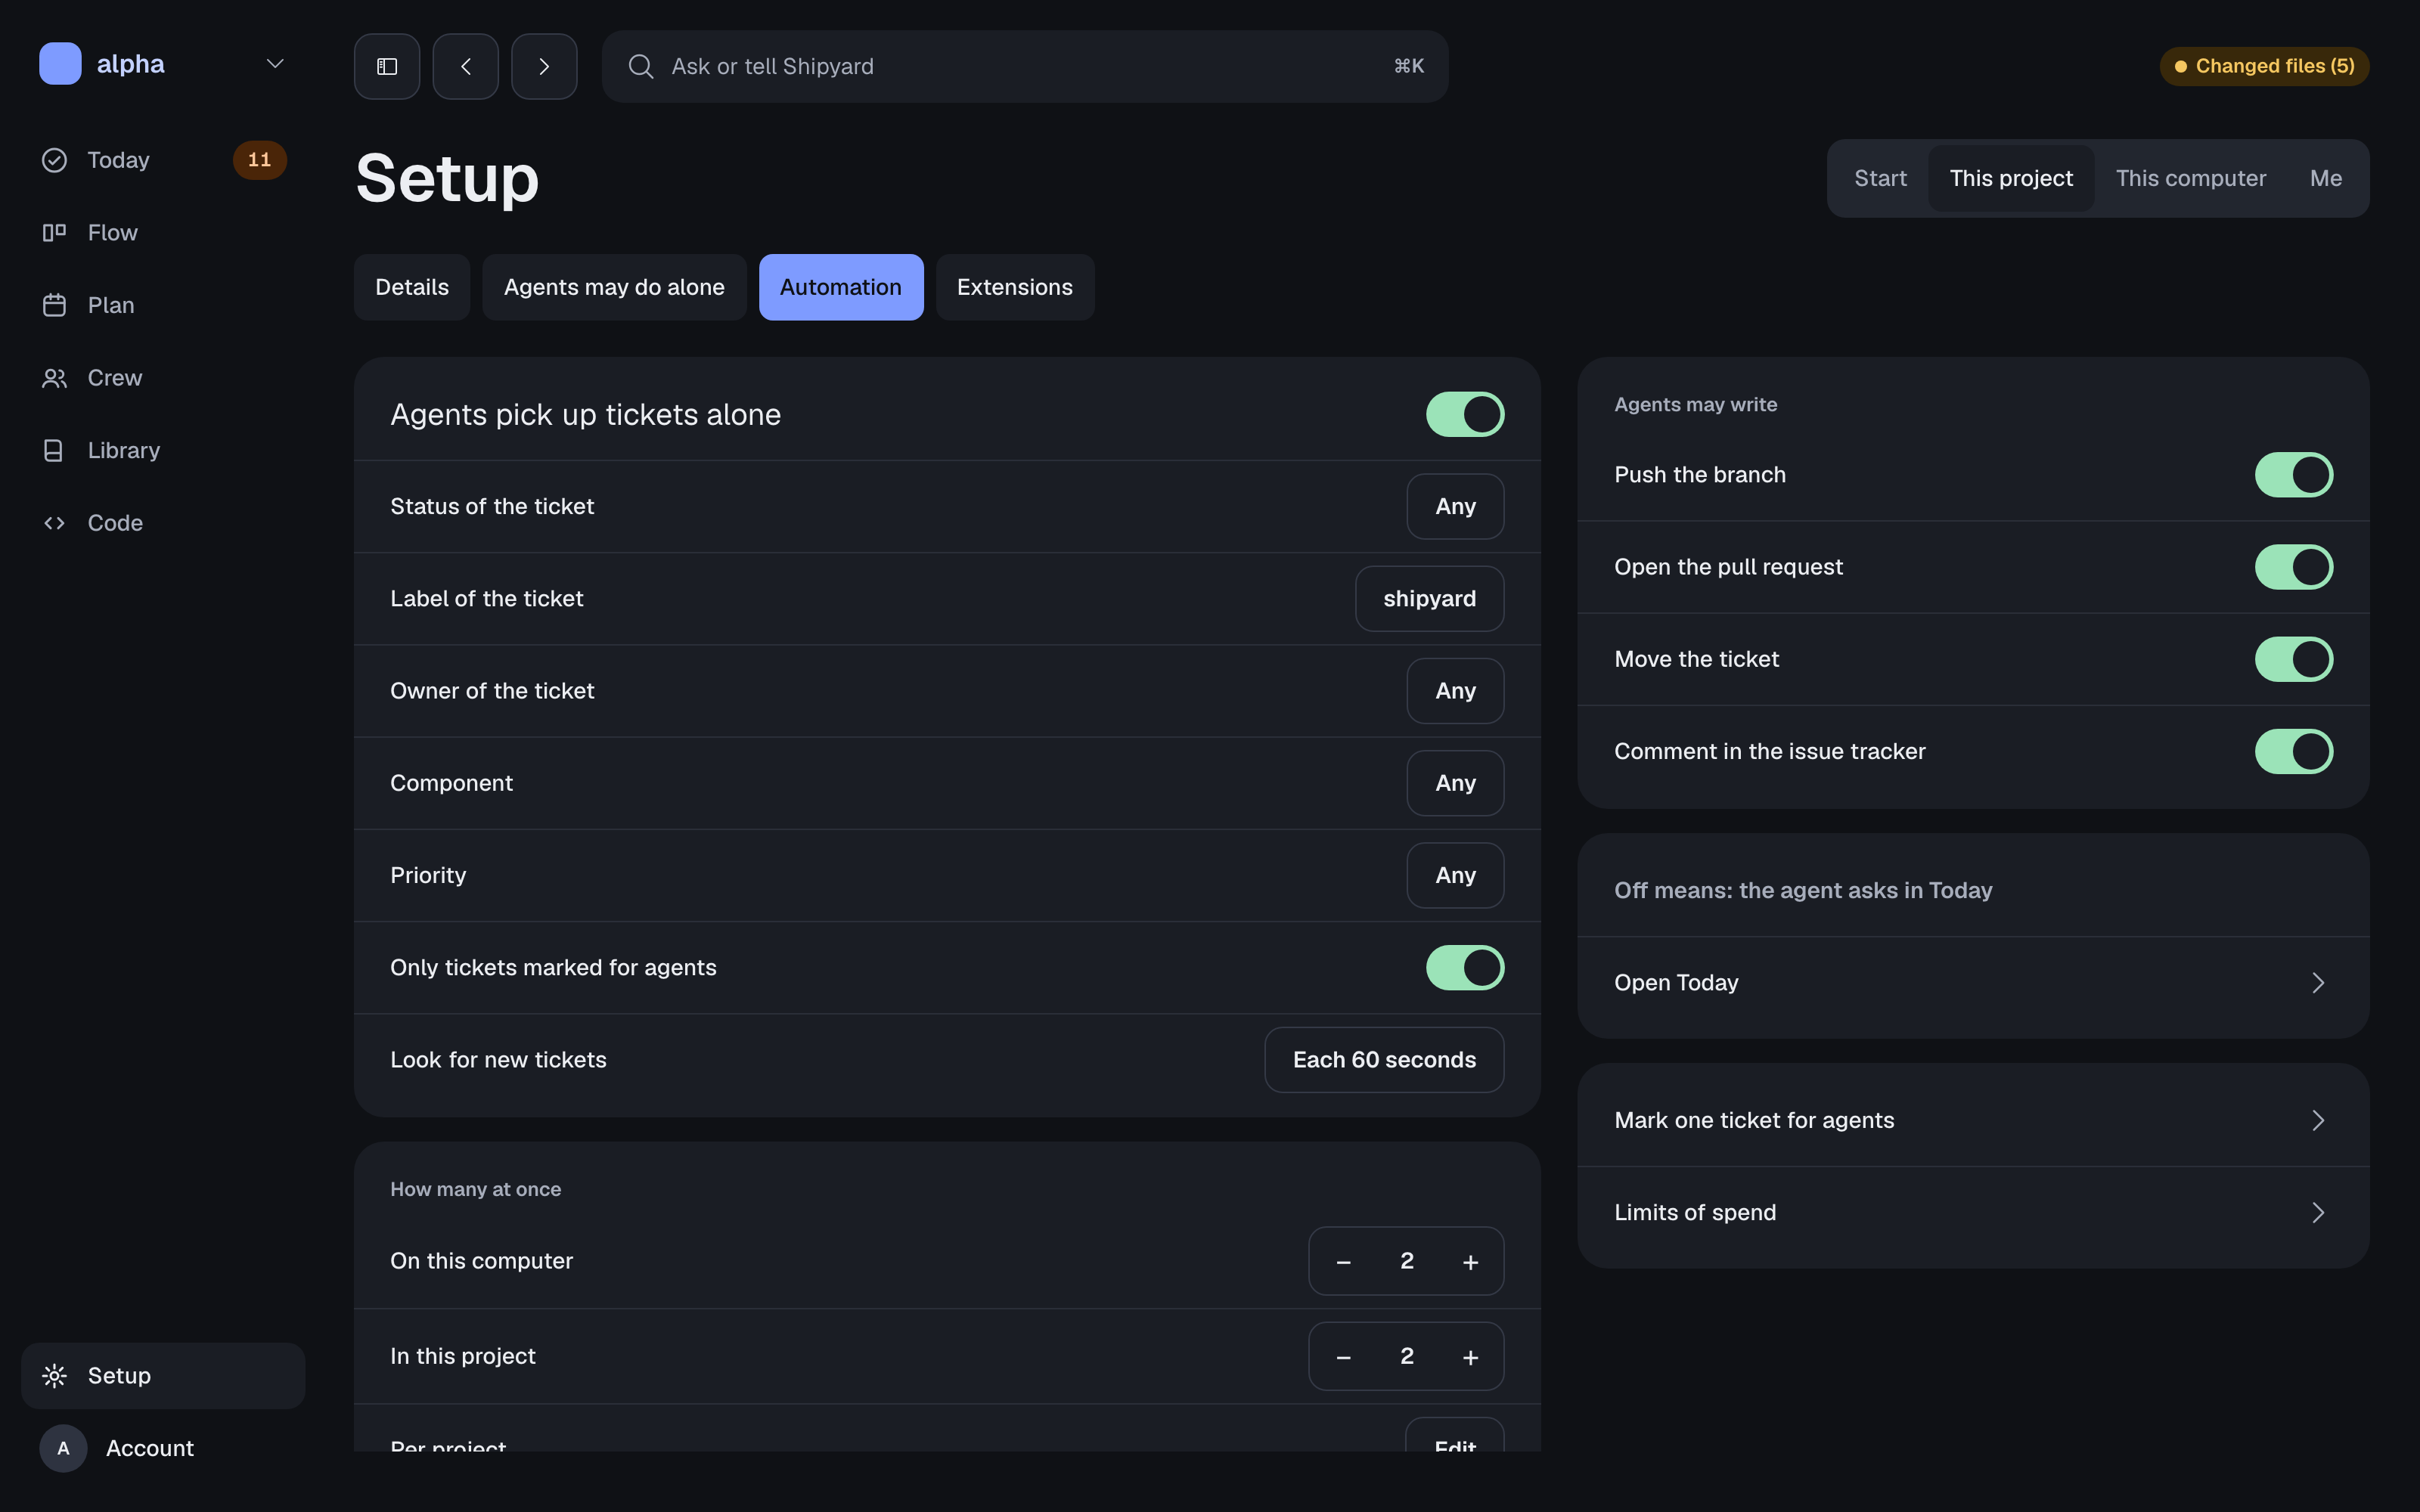 alpha
Ask or tell Shipyard
⌘K
Changed files (5)
Today
11
Flow
Plan
Crew
Library
Code
Setup
Account
A
Setup
Start
This project
This computer
Me
Details
Agents may do alone
Automation
Extensions
Agents pick up tickets alone
Status of the ticket
Any
Label of the ticket
shipyard
Owner of the ticket
Any
Component
Any
Priority
Any
Only tickets marked for agents
Look for new tickets
Each 60 seconds
How many at once
On this computer
− 2 +
In this project
− 2 +
Per project
Edit
Agents may write
Push the branch
Open the pull request
Move the ticket
Comment in the issue tracker
Off means: the agent asks in Today
Open Today
Mark one ticket for agents
Limits of spend